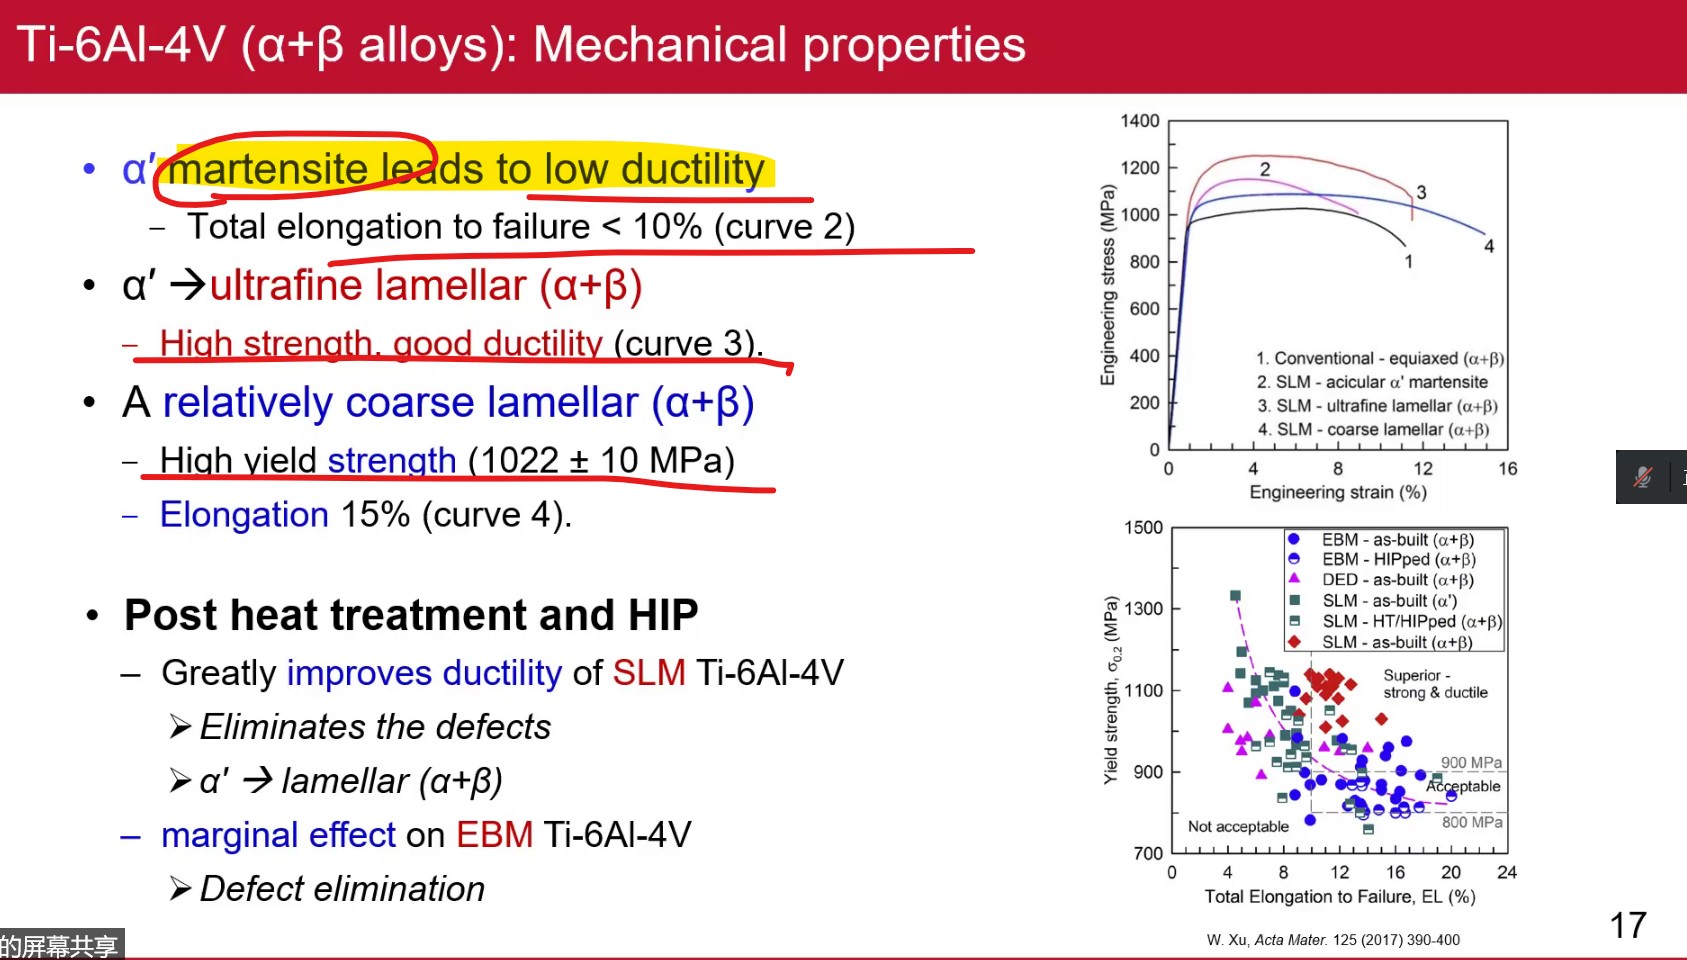 Ti-6Al-4V (α+β alloys): Mechanical properties
• α′ martensite leads to low ductility
– Total elongation to failure < 10% (curve 2)
• α′ →ultrafine lamellar (α+β)
– High strength, good ductility (curve 3).
• A relatively coarse lamellar (α+β)
– High yield strength (1022 ± 10 MPa)
– Elongation 15% (curve 4).
• Post heat treatment and HIP
– Greatly improves ductility of SLM Ti-6Al-4V
➢ Eliminates the defects
➢ α′ → lamellar (α+β)
– marginal effect on EBM Ti-6Al-4V
➢ Defect elimination
Engineering stress (MPa)
1400
1200
1000
800
600
400
200
0
2
3
4
1
1. Conventional - equiaxed (α+β)
2. SLM - acicular α' martensite
3. SLM - ultrafine lamellar (α+β)
4. SLM - coarse lamellar (α+β)
0 4 8 12 16
Engineering strain (%)
Yield strength, σ0.2 (MPa)
1500
1300
1100
900
700
EBM - as-built (α+β)
EBM - HIPped (α+β)
DED - as-built (α+β)
SLM - as-built (α')
SLM - HT/HIPped (α+β)
SLM - as-built (α+β)
Superior -
strong & ductile
900 MPa
Acceptable
800 MPa
Not acceptable
0 4 8 12 16 20 24
Total Elongation to Failure, EL (%)
W. Xu, Acta Mater. 125 (2017) 390-400
17
的屏幕共享